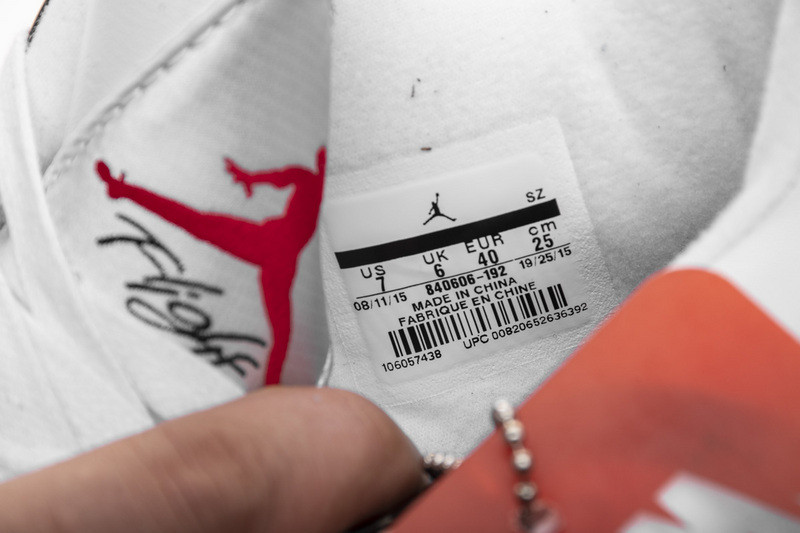 Flight
SZ
US UK EUR cm
7 6 40 25
08/11/15 840606-192 19/25/15
MADE IN CHINA
FABRIQUE EN CHINE
106057438 UPC 00820652636392